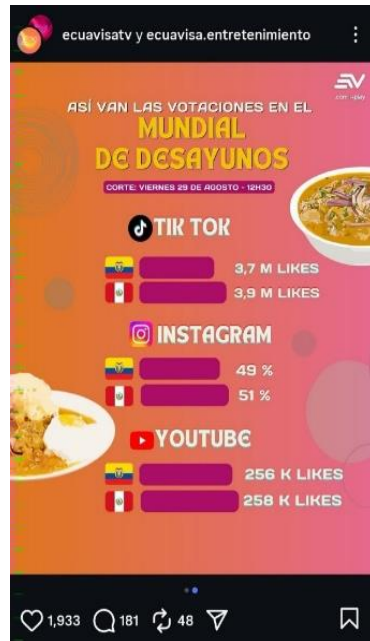 ecuavisatv y ecuavisa.entretenimiento
ASÍ VAN LAS VOTACIONES EN EL
MUNDIAL
DE DESAYUNOS
CORTE: VIERNES 29 DE AGOSTO - 12H30
TIK TOK
3,7 M LIKES
3,9 M LIKES
INSTAGRAM
49 %
51 %
YOUTUBE
256 K LIKES
258 K LIKES
1,933 181 48